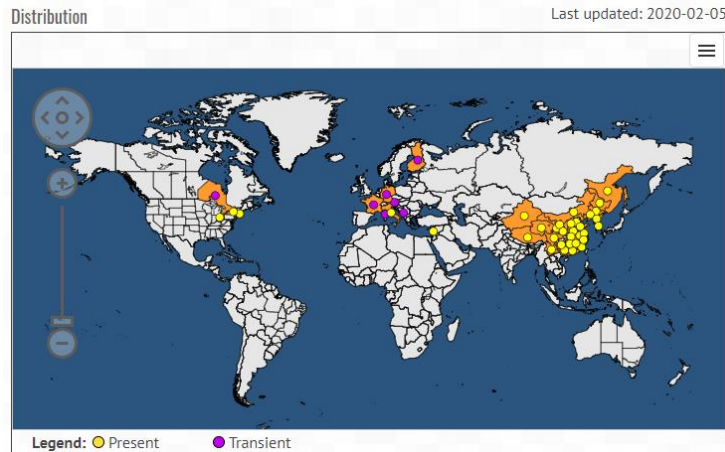 Distribution
Last updated: 2020-02-05
Legend: Present Transient